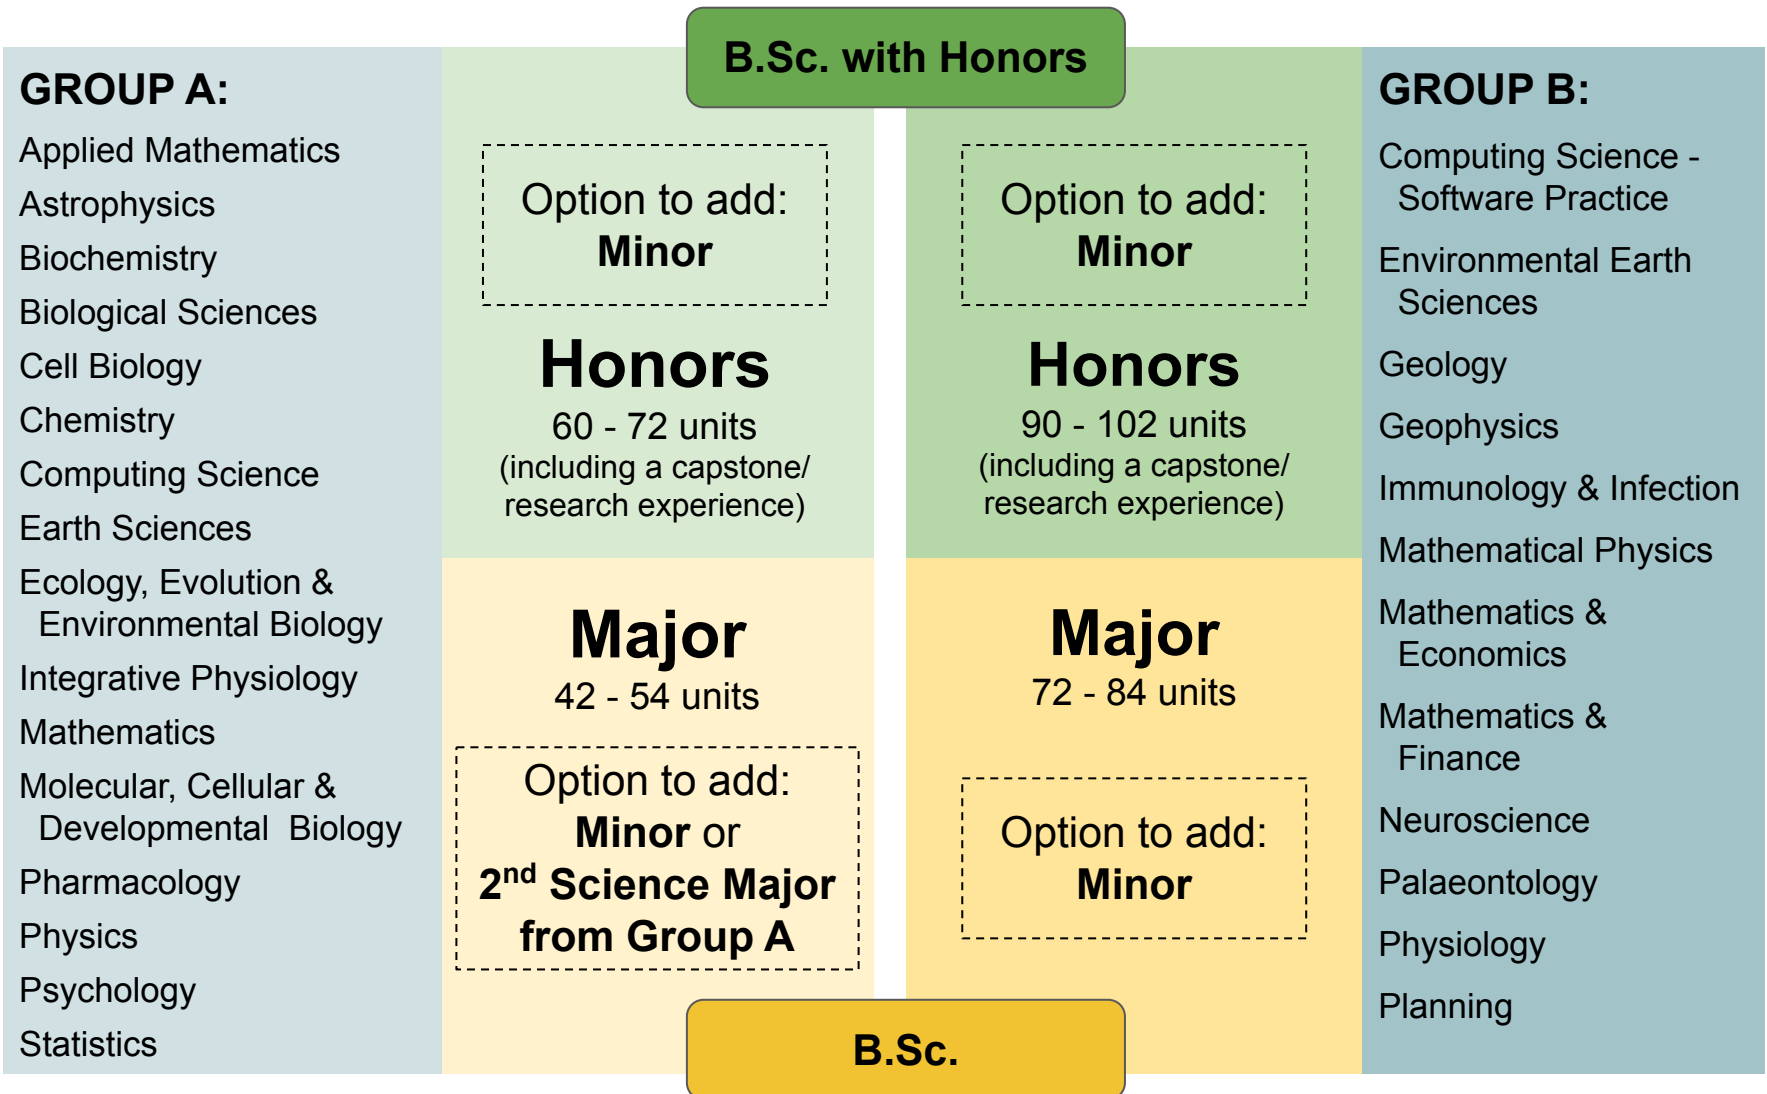 B.Sc. with Honors
GROUP A:
Applied Mathematics
Astrophysics
Biochemistry
Biological Sciences
Cell Biology
Chemistry
Computing Science
Earth Sciences
Ecology, Evolution &
Environmental Biology
Integrative Physiology
Mathematics
Molecular, Cellular &
Developmental Biology
Pharmacology
Physics
Psychology
Statistics
Option to add:
Minor
Honors
60 - 72 units
(including a capstone/
research experience)
Major
42 - 54 units
Option to add:
Minor or
2nd Science Major
from Group A
Option to add:
Minor
Honors
90 - 102 units
(including a capstone/
research experience)
Major
72 - 84 units
Option to add:
Minor
GROUP B:
Computing Science -
Software Practice
Environmental Earth
Sciences
Geology
Geophysics
Immunology & Infection
Mathematical Physics
Mathematics &
Economics
Mathematics &
Finance
Neuroscience
Palaeontology
Physiology
Planning
B.Sc.